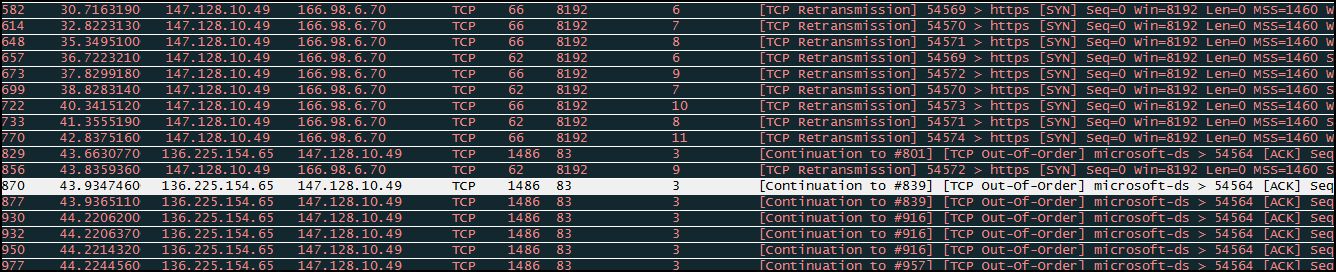 582 30.7163190 147.128.10.49 166.98.6.70 TCP 66 8192 6 [TCP Retransmission] 54569 > https [SYN] Seq=0 Win=8192 Len=0 MSS=1460 W
614 32.8223130 147.128.10.49 166.98.6.70 TCP 66 8192 7 [TCP Retransmission] 54570 > https [SYN] Seq=0 Win=8192 Len=0 MSS=1460 W
648 35.3495100 147.128.10.49 166.98.6.70 TCP 66 8192 8 [TCP Retransmission] 54571 > https [SYN] Seq=0 Win=8192 Len=0 MSS=1460 W
657 36.7223210 147.128.10.49 166.98.6.70 TCP 62 8192 6 [TCP Retransmission] 54569 > https [SYN] Seq=0 Win=8192 Len=0 MSS=1460 S
673 37.8299180 147.128.10.49 166.98.6.70 TCP 66 8192 9 [TCP Retransmission] 54572 > https [SYN] Seq=0 Win=8192 Len=0 MSS=1460 W
699 38.8283140 147.128.10.49 166.98.6.70 TCP 62 8192 7 [TCP Retransmission] 54570 > https [SYN] Seq=0 Win=8192 Len=0 MSS=1460 S
722 40.3415120 147.128.10.49 166.98.6.70 TCP 66 8192 10 [TCP Retransmission] 54573 > https [SYN] Seq=0 Win=8192 Len=0 MSS=1460 W
733 41.3555190 147.128.10.49 166.98.6.70 TCP 62 8192 8 [TCP Retransmission] 54571 > https [SYN] Seq=0 Win=8192 Len=0 MSS=1460 S
770 42.8375160 147.128.10.49 166.98.6.70 TCP 66 8192 11 [TCP Retransmission] 54574 > https [SYN] Seq=0 Win=8192 Len=0 MSS=1460 W
829 43.6630770 136.225.154.65 147.128.10.49 TCP 1486 83 3 [Continuation to #801] [TCP Out-Of-Order] microsoft-ds > 54564 [ACK] Seq
856 43.8359360 147.128.10.49 166.98.6.70 TCP 62 8192 9 [TCP Retransmission] 54572 > https [SYN] Seq=0 Win=8192 Len=0 MSS=1460 S
870 43.9347460 136.225.154.65 147.128.10.49 TCP 1486 83 3 [Continuation to #839] [TCP Out-Of-Order] microsoft-ds > 54564 [ACK] Seq
877 43.9365110 136.225.154.65 147.128.10.49 TCP 1486 83 3 [Continuation to #839] [TCP Out-Of-Order] microsoft-ds > 54564 [ACK] Seq
930 44.2206200 136.225.154.65 147.128.10.49 TCP 1486 83 3 [Continuation to #916] [TCP Out-Of-Order] microsoft-ds > 54564 [ACK] Seq
932 44.2206370 136.225.154.65 147.128.10.49 TCP 1486 83 3 [Continuation to #916] [TCP Out-Of-Order] microsoft-ds > 54564 [ACK] Seq
950 44.2214320 136.225.154.65 147.128.10.49 TCP 1486 83 3 [Continuation to #916] [TCP Out-Of-Order] microsoft-ds > 54564 [ACK] Seq
977 44.2244560 136.225.154.65 147.128.10.49 TCP 1486 83 3 [Continuation to #957] [TCP Out-Of-Order] microsoft-ds > 54564 [ACK] Seq